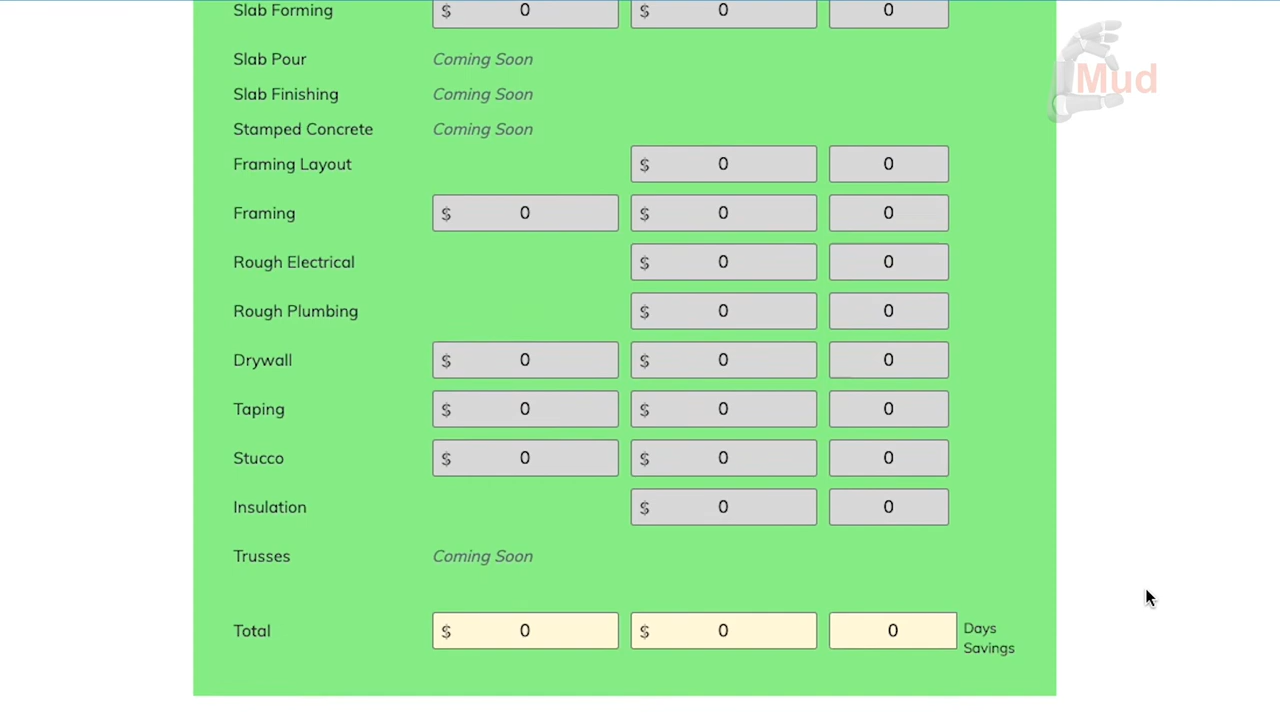 Slab Forming $ 0 $ 0 0
Mud
Slab Pour Coming Soon
Slab Finishing Coming Soon
Stamped Concrete Coming Soon
Framing Layout $ 0 0
Framing $ 0 $ 0 0
Rough Electrical $ 0 0
Rough Plumbing $ 0 0
Drywall $ 0 $ 0 0
Taping $ 0 $ 0 0
Stucco $ 0 $ 0 0
Insulation $ 0 0
Trusses Coming Soon
Total $ 0 $ 0 0 Days
Savings